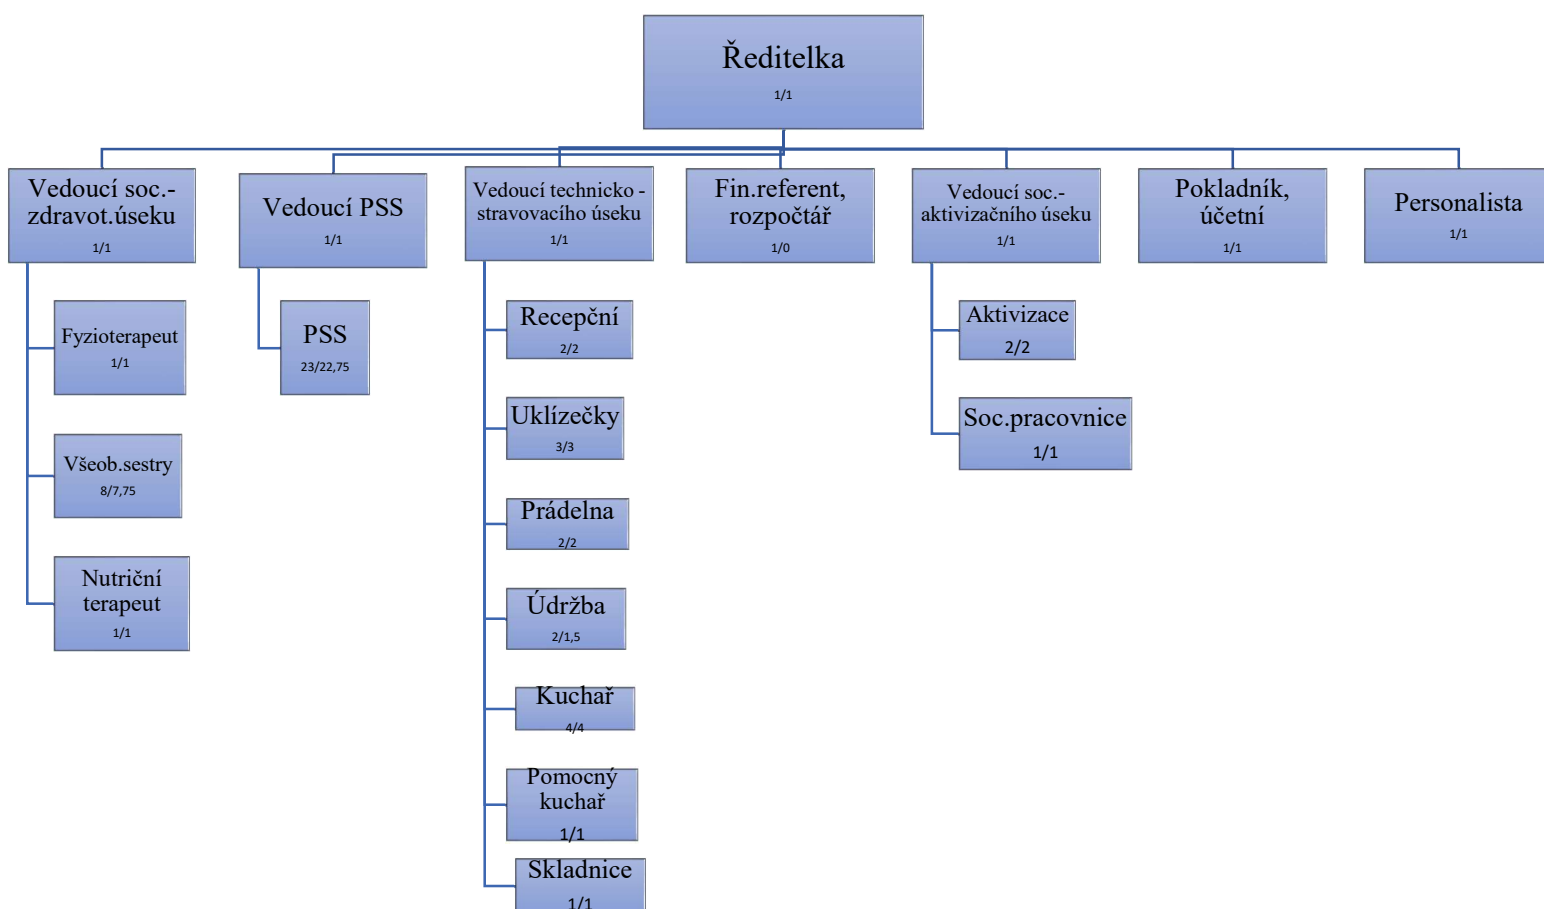 Ředitelka
1/1
Vedoucí soc.-
zdravot.úseku
1/1
Vedoucí PSS
1/1
Vedoucí technicko -
stravovacího úseku
1/1
Fin.referent,
rozpočtář
1/0
Vedoucí soc.-
aktivizačního úseku
1/1
Pokladník,
účetní
1/1
Personalista
1/1
Fyzioterapeut
1/1
Všeob.sestry
8/7,75
Nutriční
terapeut
1/1
PSS
23/22,75
Recepční
2/2
Uklízečky
3/3
Prádelna
2/2
Údržba
2/1,5
Kuchař
4/4
Pomocný
kuchař
1/1
Skladnice
1/1
Aktivizace
2/2
Soc.pracovnice
1/1